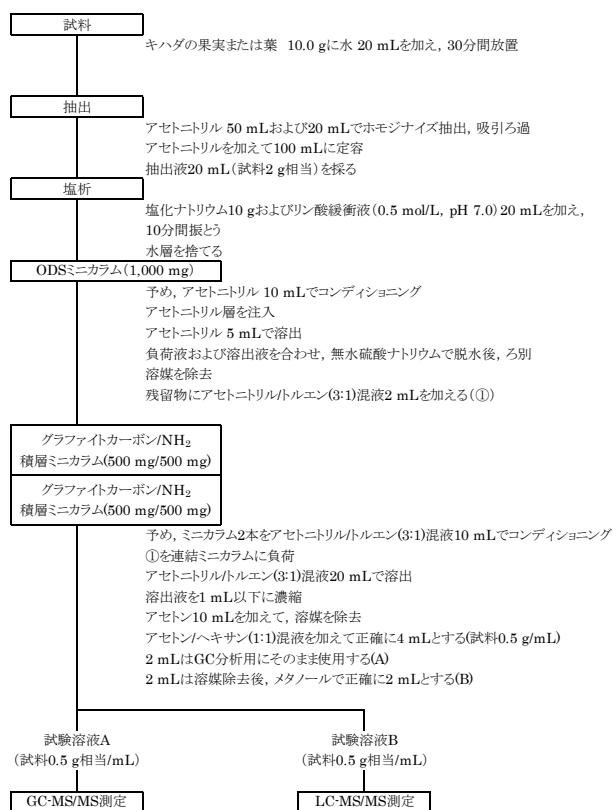 試料
キハダの果実または葉 10.0 gに水 20 mLを加え, 30分間放置
抽出
アセトニトリル 50 mLおよび20 mLでホモジナイズ抽出, 吸引ろ過
アセトニトリルを加えて100 mLに定容
抽出液20 mL(試料2 g相当)を採る
塩析
塩化ナトリウム10 gおよびリン酸緩衝液(0.5 mol/L, pH 7.0) 20 mLを加え,
10分間振とう
水層を捨てる
ODSミニカラム(1,000 mg)
予め, アセトニトリル 10 mLでコンディショニング
アセトニトリル層を注入
アセトニトリル 5 mLで溶出
負荷液および溶出液を合わせ, 無水硫酸ナトリウムで脱水後, ろ別
溶媒を除去
残留物にアセトニトリル/トルエン(3:1)混液2 mLを加える(①)
グラファイトカーボン/NH₂
積層ミニカラム(500 mg/500 mg)
グラファイトカーボン/NH₂
積層ミニカラム(500 mg/500 mg)
予め, ミニカラム2本をアセトニトリル/トルエン(3:1)混液10 mLでコンディショニング
①を連結ミニカラムに負荷
アセトニトリル/トルエン(3:1)混液20 mLで溶出
溶出液を1 mL以下に濃縮
アセトン10 mLを加えて, 溶媒を除去
アセトン/ヘキサン(1:1)混液を加えて正確に4 mLとする(試料0.5 g/mL)
2 mLはGC分析用にそのまま使用する(A)
2 mLは溶媒除去後, メタノールで正確に2 mLとする(B)
試験溶液A
(試料0.5 g相当/mL)
試験溶液B
(試料0.5 g相当/mL)
GC-MS/MS測定
LC-MS/MS測定